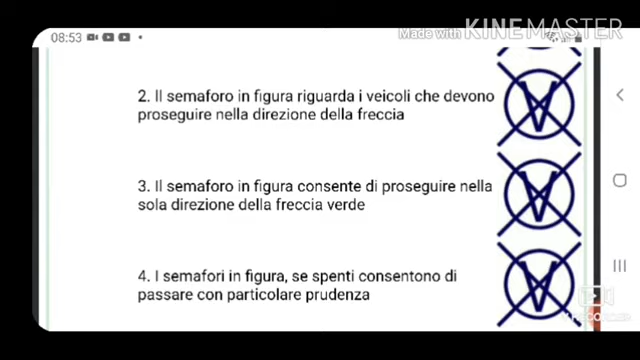 08:53
Made with KINEMASTER
2. Il semaforo in figura riguarda i veicoli che devono
proseguire nella direzione della freccia
V
3. Il semaforo in figura consente di proseguire nella
sola direzione della freccia verde
V
4. I semafori in figura, se spenti consentono di
passare con particolare prudenza
V